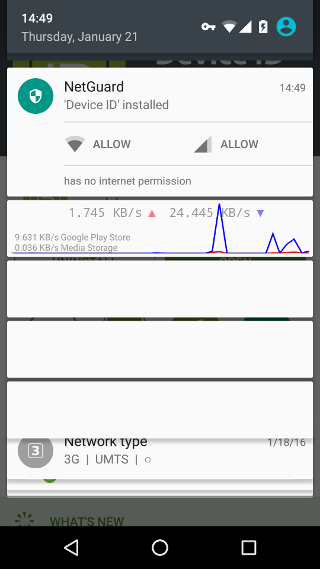 14:49
Thursday, January 21
NetGuard
14:49
'Device ID' installed
ALLOW
ALLOW
has no internet permission
1.745 KB/s ▲ 24.445 KB/s ▼
9.631 KB/s Google Play Store
0.036 KB/s Media Storage
Network type
1/18/16
3
3G | UMTS | ○
WHAT'S NEW